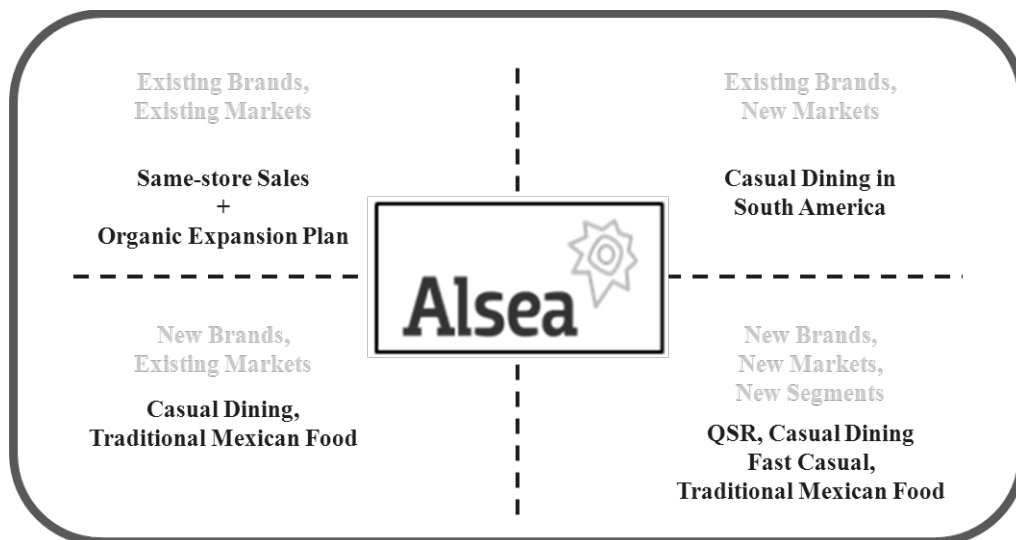 Existing Brands,
Existing Markets
Same-store Sales
+
Organic Expansion Plan
Existing Brands,
New Markets
Casual Dining in
South America
Alsea
New Brands,
Existing Markets
Casual Dining,
Traditional Mexican Food
New Brands,
New Markets,
New Segments
QSR, Casual Dining
Fast Casual,
Traditional Mexican Food